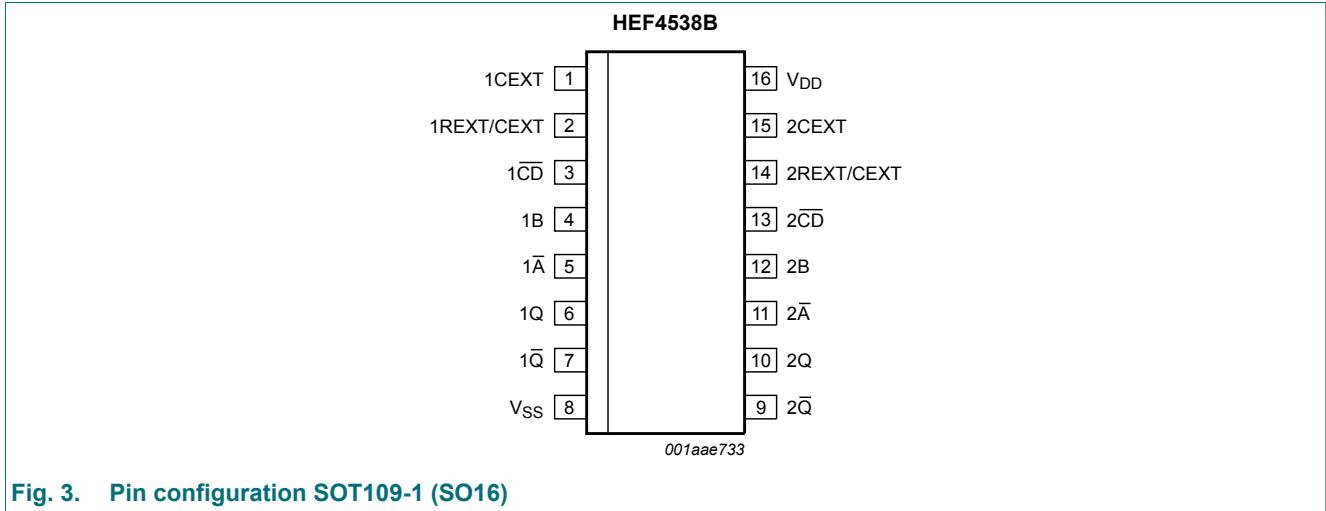 HEF4538B
1CEXT 1
1REXT/CEXT 2
1C̅D̅ 3
1B 4
1A̅ 5
1Q 6
1Q̅ 7
VSS 8
16 VDD
15 2CEXT
14 2REXT/CEXT
13 2C̅D̅
12 2B
11 2A̅
10 2Q
9 2Q̅
001aae733
Fig. 3. Pin configuration SOT109-1 (SO16)